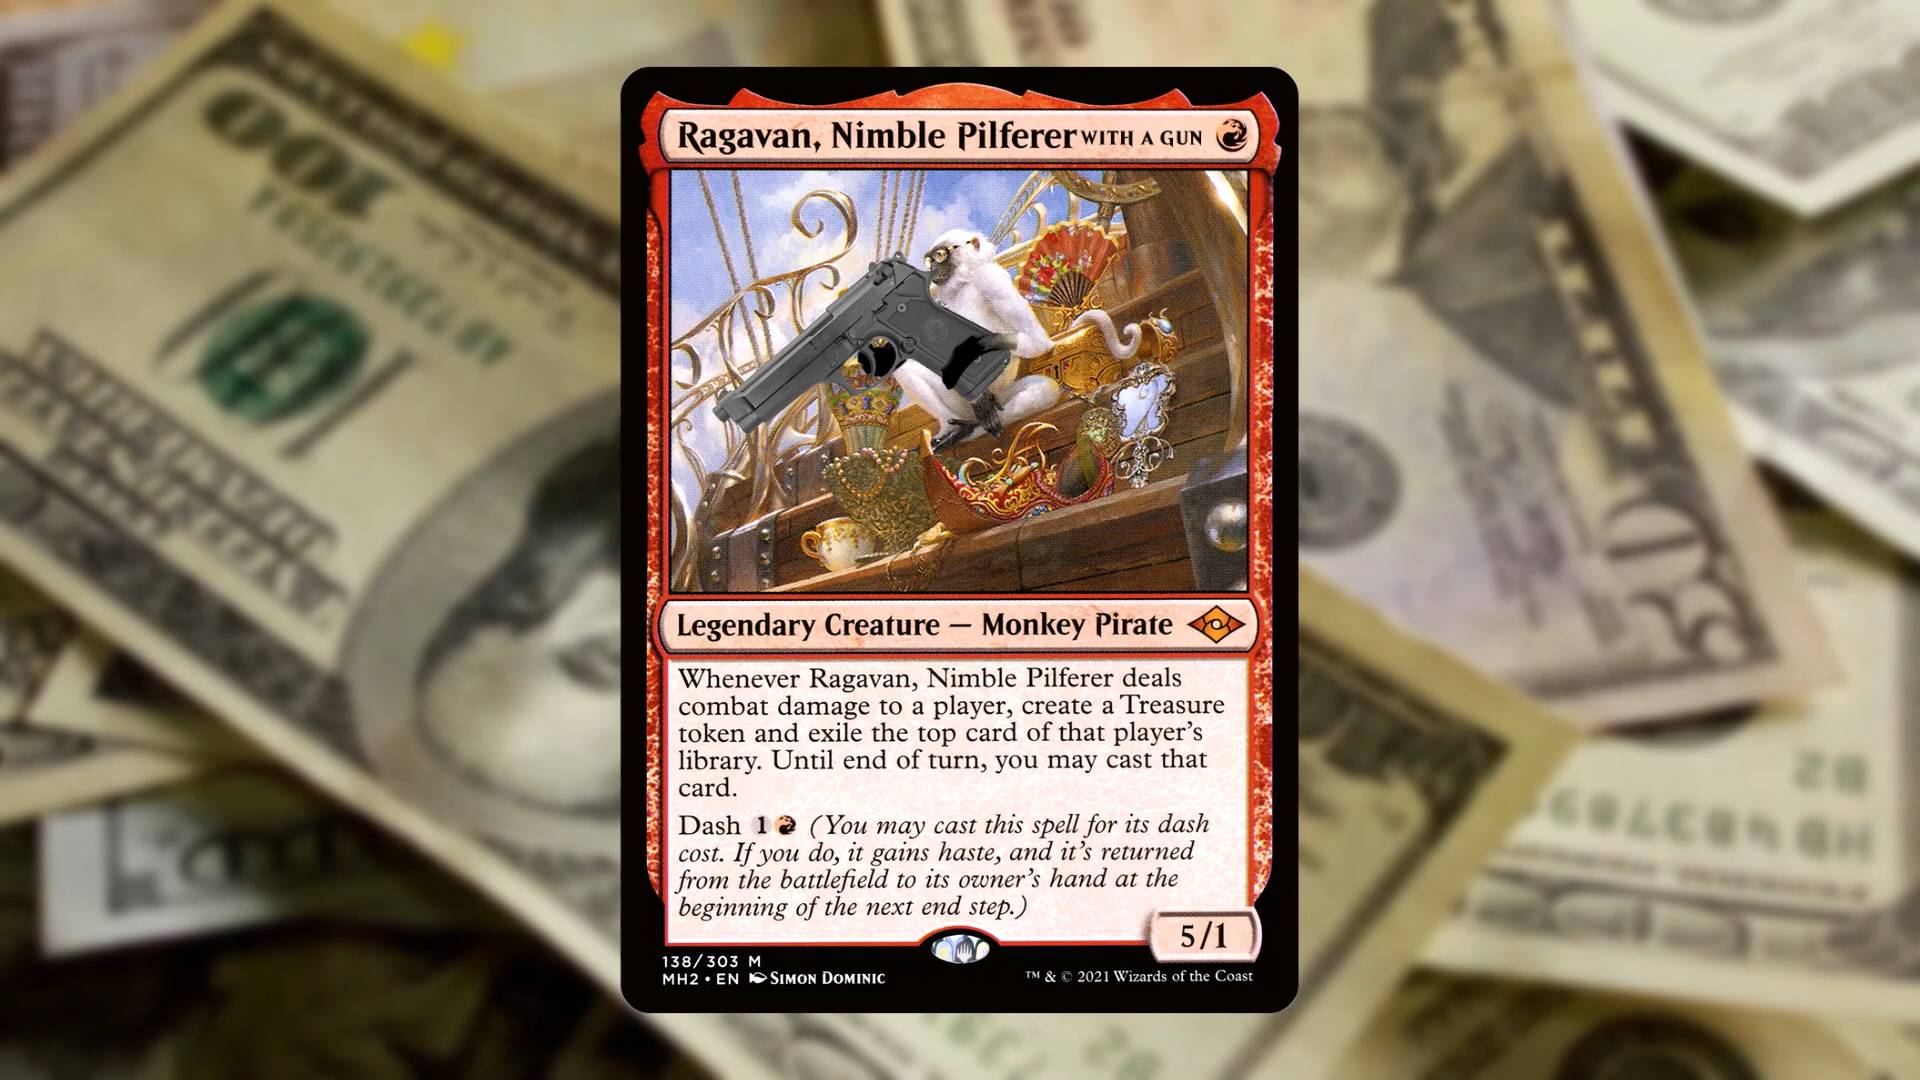 Ragavan, Nimble Pilferer WITH A GUN
Legendary Creature — Monkey Pirate
Whenever Ragavan, Nimble Pilferer deals
combat damage to a player, create a Treasure
token and exile the top card of that player's
library. Until end of turn, you may cast that
card.
Dash 1 (You may cast this spell for its dash
cost. If you do, it gains haste, and it's returned
from the battlefield to its owner's hand at the
beginning of the next end step.)
5/1
138/303 M
MH2 • EN SIMON DOMINIC
™ & © 2021 Wizards of the Coast